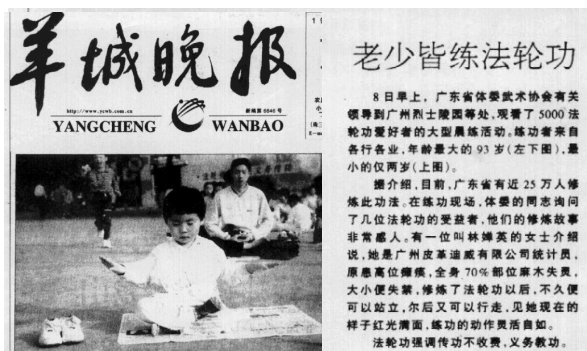 羊城晚报
http://www.ycwb.com.cn
新编第6646号
YANGCHENG WANBAO
老少皆练法轮功
8日早上，广东省体委武术协会有关
领导到广州烈士陵园等处，观看了5000法
轮功爱好者的大型晨练活动。练功者来自
各行各业，年龄最大的93岁（左下图），最
小的仅两岁（上图）。
据介绍，目前，广东省有近25万人修
炼此功法。在练功现场，体委的同志询问
了几位法轮功的受益者，他们的修炼故事
非常感人。有一位叫林婵英的女士介绍
说，她是广州皮革迪威有限公司统计员，
原患高位瘫痪，全身70%部位麻木失灵，
大小便失禁，修炼了法轮功以后，不久便
可以站立，尔后又可以行走，见她现在的
样子红光满面，练功的动作灵活自如。
法轮功强调传功不收费，义务教功。